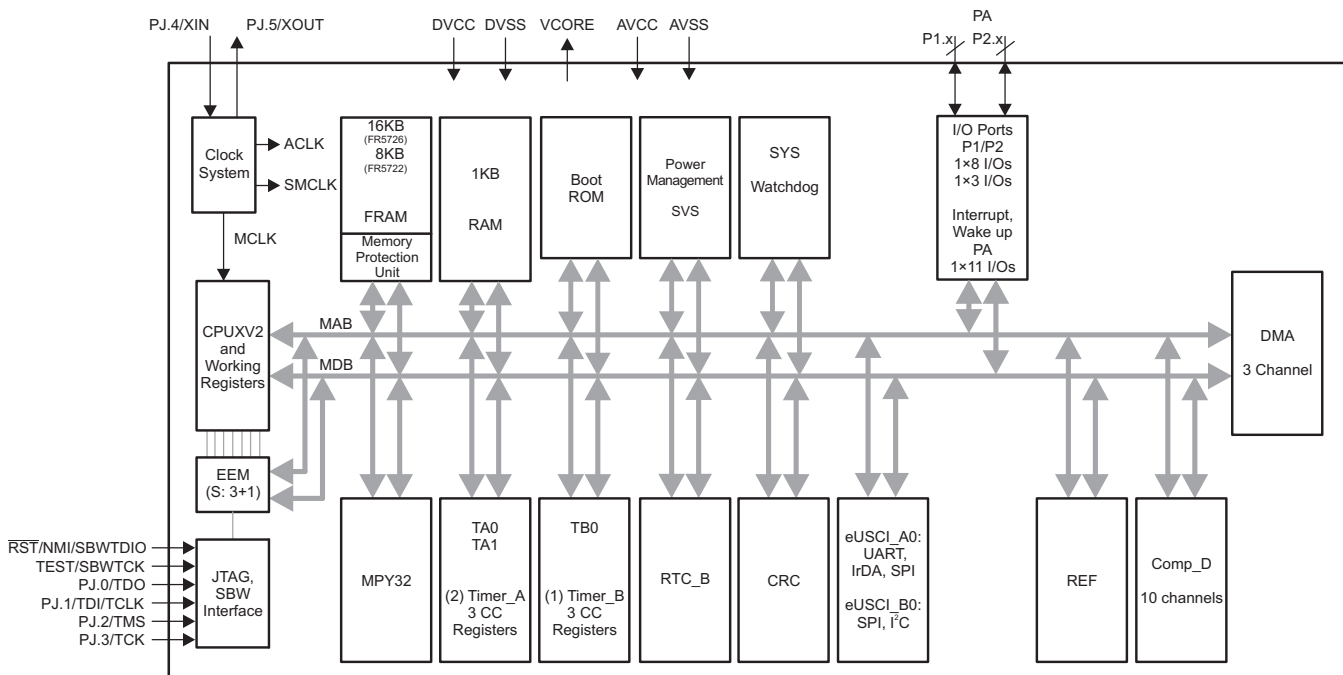 PJ.4/XIN
PJ.5/XOUT
DVCC
DVSS
VCORE
AVCC
AVSS
PA
P1.x
P2.x
Clock
System
ACLK
SMCLK
MCLK
16KB
(FR5726)
8KB
(FR5722)
FRAM
Memory
Protection
Unit
1KB
RAM
Boot
ROM
Power
Management
SVS
SYS
Watchdog
I/O Ports
P1/P2
1×8 I/Os
1×3 I/Os
Interrupt,
Wake up
PA
1×11 I/Os
CPUXV2
and
Working
Registers
MAB
MDB
DMA
3 Channel
EEM
(S: 3+1)
RST/NMI/SBWTDIO
TEST/SBWTCK
PJ.0/TDO
PJ.1/TDI/TCLK
PJ.2/TMS
PJ.3/TCK
JTAG,
SBW
Interface
MPY32
TA0
TA1
(2) Timer_A
3 CC
Registers
TB0
(1) Timer_B
3 CC
Registers
RTC_B
CRC
eUSCI_A0:
UART,
IrDA, SPI
eUSCI_B0:
SPI, I²C
REF
Comp_D
10 channels